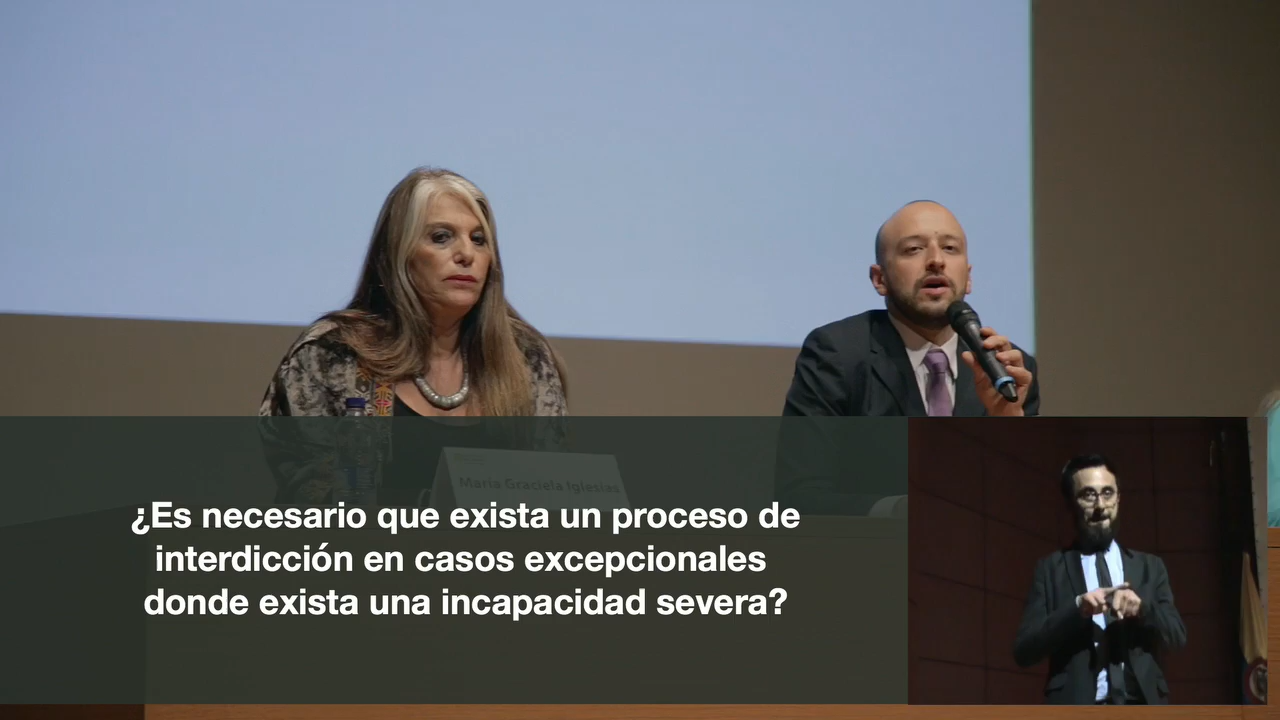 María Graciela Iglesias
¿Es necesario que exista un proceso de
interdicción en casos excepcionales
donde exista una incapacidad severa?